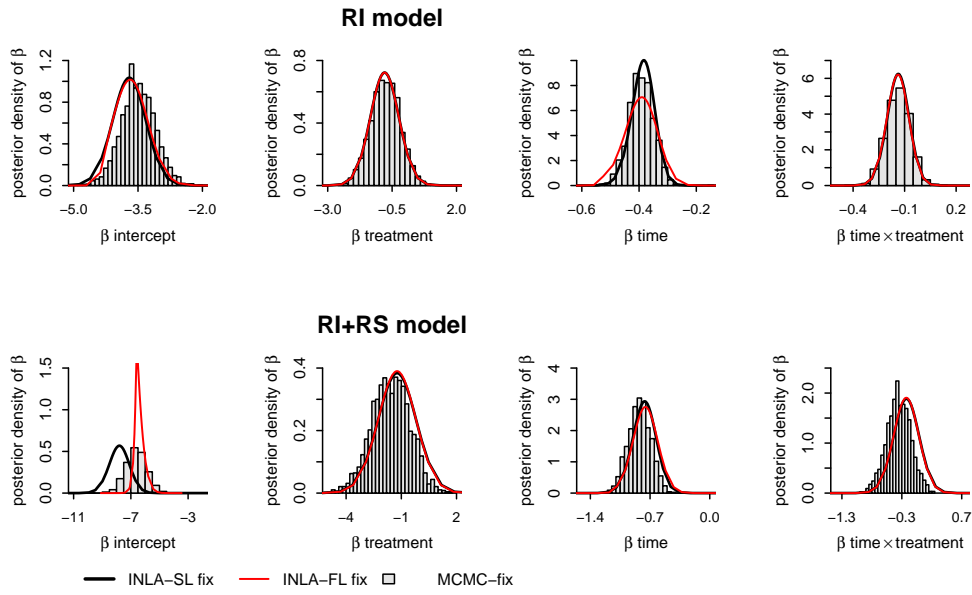 RI model
posterior density of β
0.0 0.4 0.8 1.2
−5.0 −3.5 −2.0
β intercept
posterior density of β
0.0 0.4 0.8
−3.0 −0.5 2.0
β treatment
posterior density of β
0 2 4 6 8
−0.6 −0.4 −0.2
β time
posterior density of β
0 2 4 6
−0.4 −0.1 0.2
β time×treatment
RI+RS model
posterior density of β
0.0 0.5 1.0 1.5
−11 −7 −3
β intercept
posterior density of β
0.0 0.2 0.4
−4 −1 2
β treatment
posterior density of β
0 1 2 3 4
−1.4 −0.7 0.0
β time
posterior density of β
0.0 1.0 2.0
−1.3 −0.3 0.7
β time×treatment
INLA−SL fix INLA−FL fix MCMC−fix